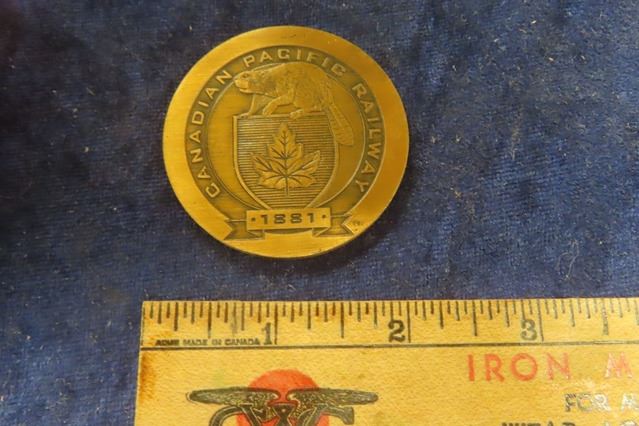 CANADIAN PACIFIC RAILWAY
·1881·
1 2 3
ACME MADE IN CANADA
IRON M
FOR M